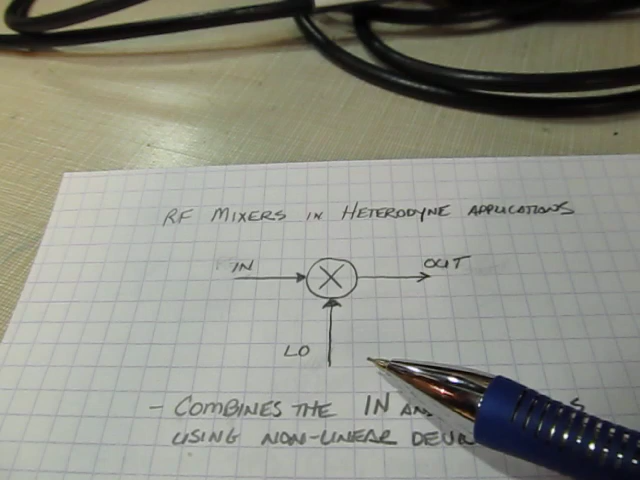 RF MIXERS IN HETERODYNE APPLICATIONS
IN
OUT
LO
- COMBINES THE IN
USING NON-LINEAR